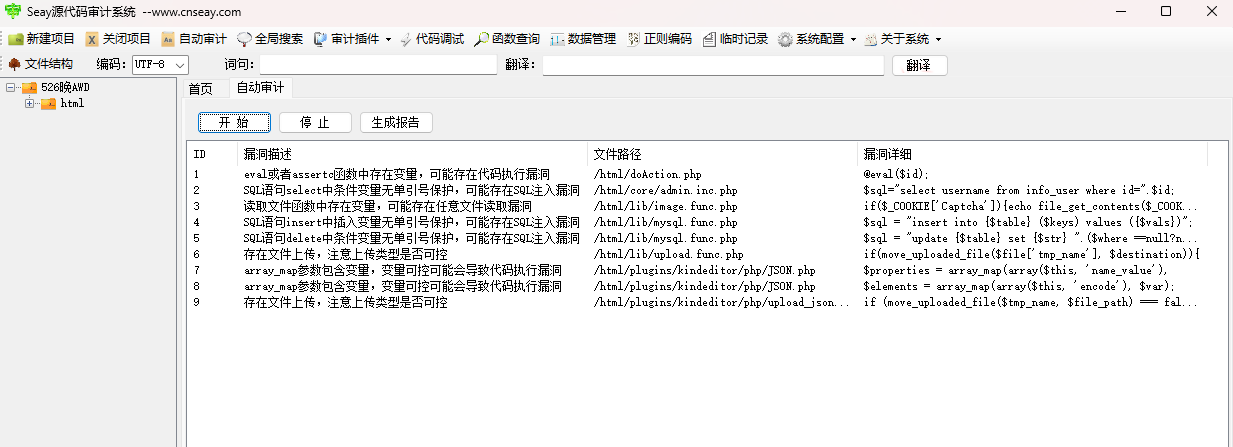 Seay源代码审计系统 --www.cnseay.com
新建项目 关闭项目 自动审计 全局搜索 审计插件 代码调试 函数查询 数据管理 正则编码 临时记录 系统配置 关于系统
文件结构 编码: UTF-8 词句: 翻译: 翻译
526晚AWD
html
首页 自动审计
开 始 停 止 生成报告
ID 漏洞描述 文件路径 漏洞详细
1 eval或者assertc函数中存在变量，可能存在代码执行漏洞 /html/doAction.php @eval($id);
2 SQL语句select中条件变量无单引号保护，可能存在SQL注入漏洞 /html/core/admin.inc.php $sql="select username from info_user where id=".$id;
3 读取文件函数中存在变量，可能存在任意文件读取漏洞 /html/lib/image.func.php if($_COOKIE['Captcha']){echo file_get_contents($_COOK...
4 SQL语句insert中插入变量无单引号保护，可能存在SQL注入漏洞 /html/lib/mysql.func.php $sql = "insert into {$table} ($keys) values ({$vals})";
5 SQL语句delete中条件变量无单引号保护，可能存在SQL注入漏洞 /html/lib/mysql.func.php $sql = "update {$table} set {$str} ".($where ==null?n...
6 存在文件上传，注意上传类型是否可控 /html/lib/upload.func.php if(move_uploaded_file($file['tmp_name'], $destination)){
7 array_map参数包含变量，变量可控可能会导致代码执行漏洞 /html/plugins/kindeditor/php/JSON.php $properties = array_map(array($this, 'name_value'),
8 array_map参数包含变量，变量可控可能会导致代码执行漏洞 /html/plugins/kindeditor/php/JSON.php $elements = array_map(array($this, 'encode'), $var);
9 存在文件上传，注意上传类型是否可控 /html/plugins/kindeditor/php/upload_json... if (move_uploaded_file($tmp_name, $file_path) === fal...